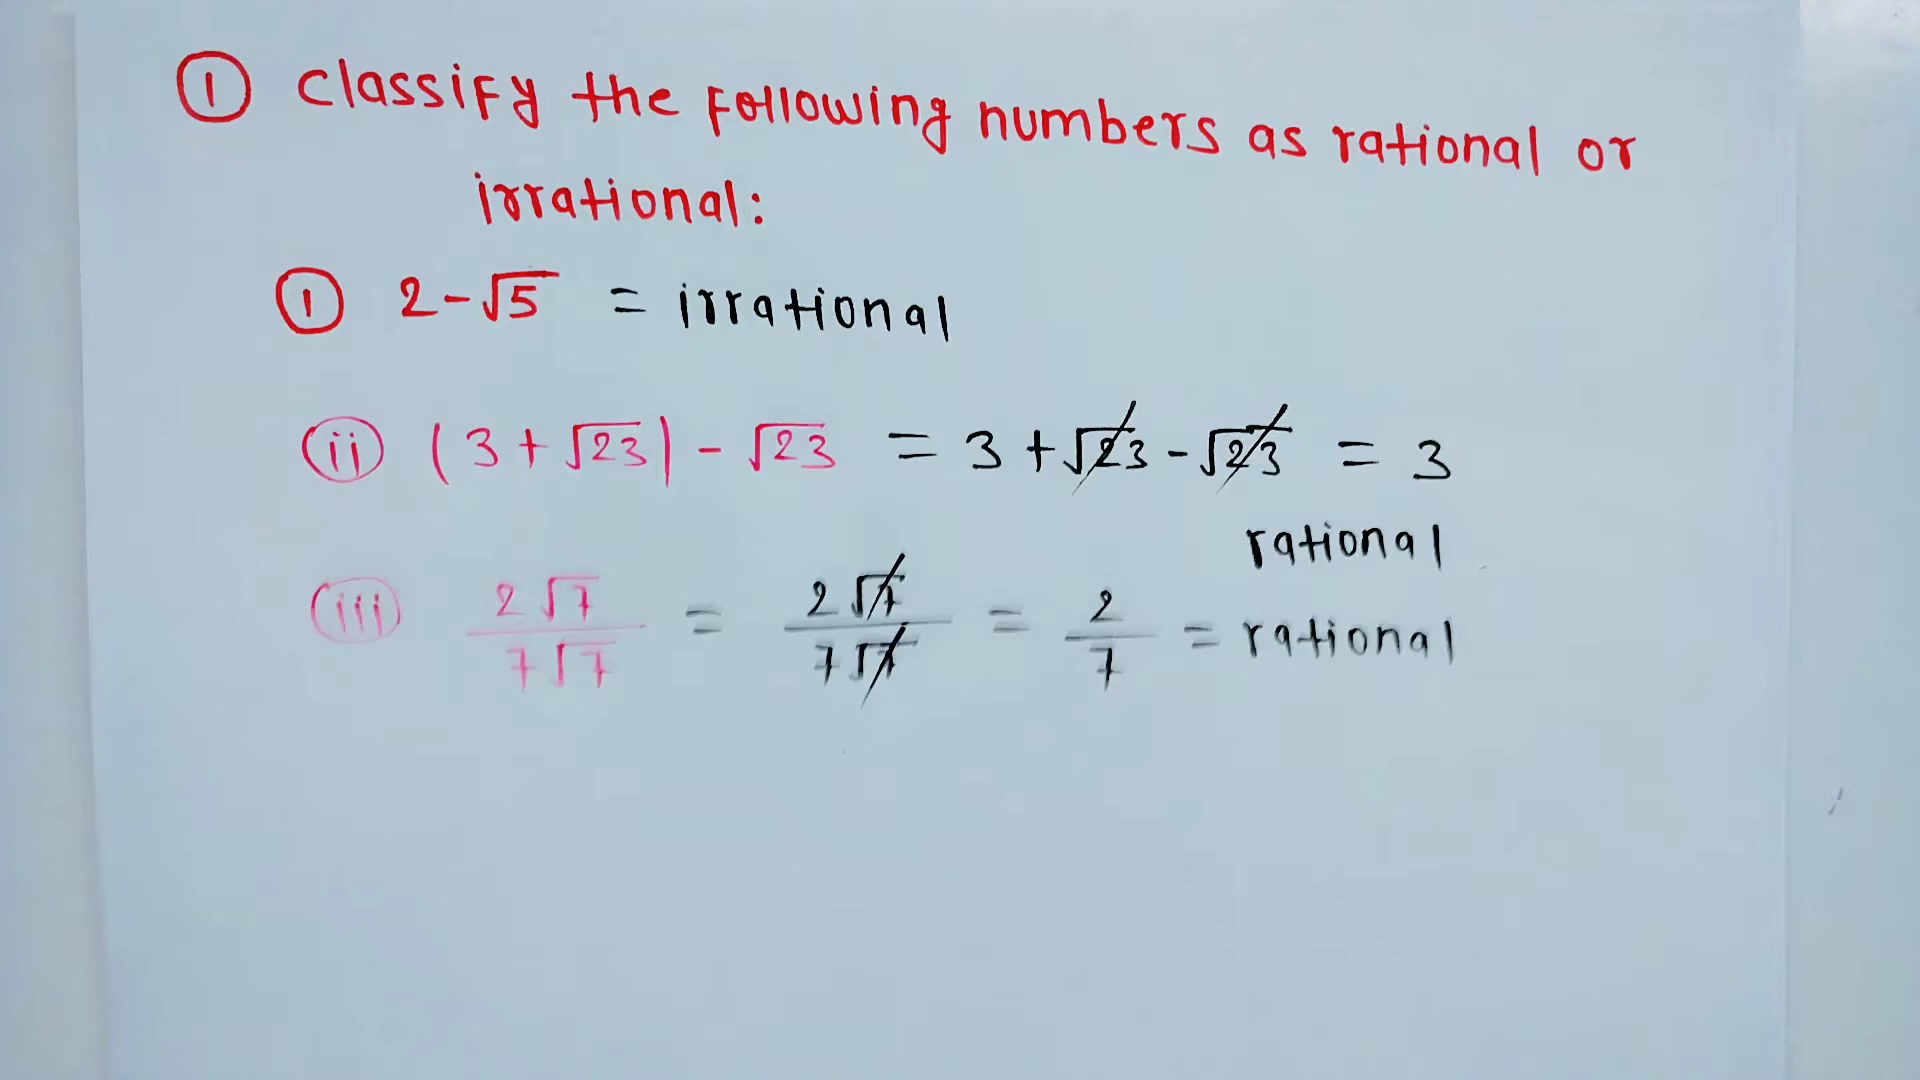 ① classify the following numbers as rational or
irrational:
① 2-√5 = irrational
(ii) (3+√23)-√23 = 3+√23-√23 = 3
rational
(iii) 2√7/7√7 = 2√7/7√7 = 2/7 = rational